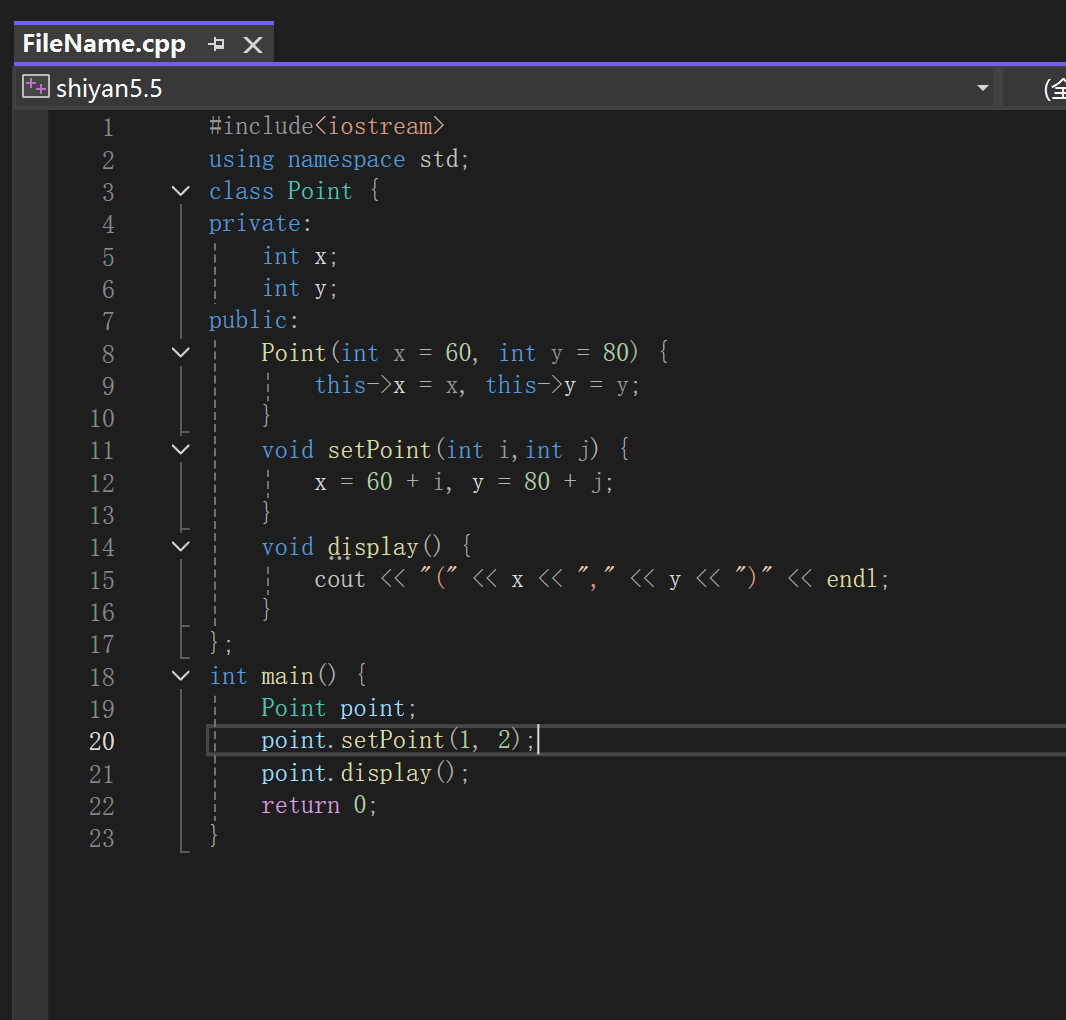 FileName.cpp
shiyan5.5
(全
1 #include<iostream>
2 using namespace std;
3 class Point {
4 private:
5     int x;
6     int y;
7 public:
8     Point(int x = 60, int y = 80) {
9         this->x = x, this->y = y;
10     }
11     void setPoint(int i,int j) {
12         x = 60 + i, y = 80 + j;
13     }
14     void display() {
15         cout << "(" << x << "," << y << ")" << endl;
16     }
17 };
18 int main() {
19     Point point;
20     point.setPoint(1, 2);
21     point.display();
22     return 0;
23 }